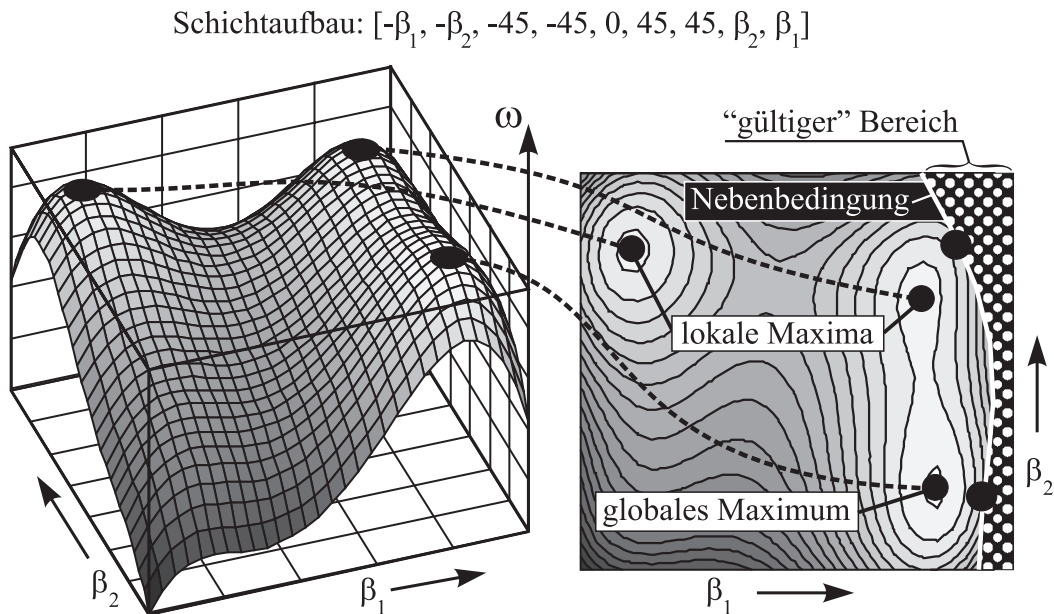 Schichtaufbau: [-β₁, -β₂, -45, -45, 0, 45, 45, β₂, β₁]
ω
“gültiger” Bereich
Nebenbedingung
lokale Maxima
globales Maximum
β₂
β₁
β₁
β₂